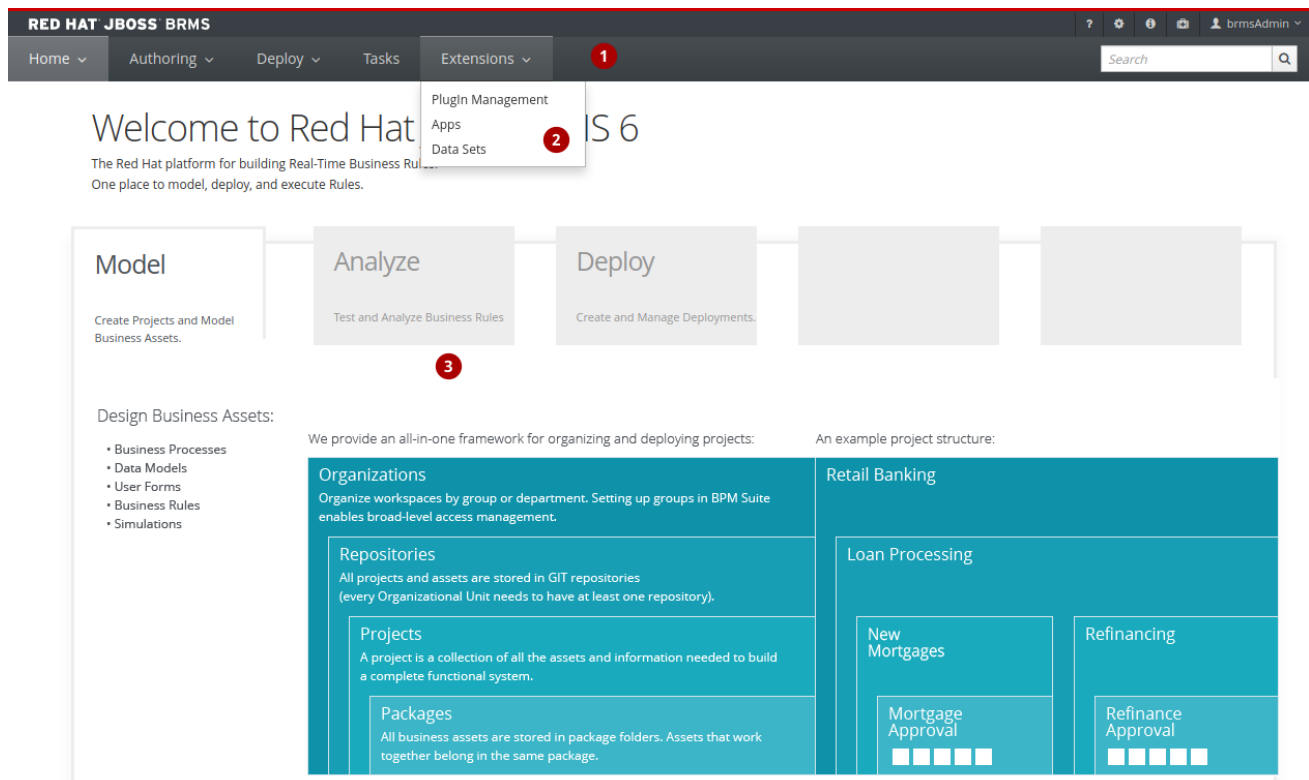 RED HAT JBOSS BRMS
? brmsAdmin
Home Authoring Deploy Tasks Extensions 1 Search
PlugIn Management
Apps
Data Sets
2
Welcome to Red Hat IS 6
The Red Hat platform for building Real-Time Business
One place to model, deploy, and execute Rules.
Model
Create Projects and Model
Business Assets.
Analyze
Test and Analyze Business Rules
Deploy
Create and Manage Deployments.
3
Design Business Assets:
• Business Processes
• Data Models
• User Forms
• Business Rules
• Simulations
We provide an all-in-one framework for organizing and deploying projects:
Organizations
Organize workspaces by group or department. Setting up groups in BPM Suite
enables broad-level access management.
Repositories
All projects and assets are stored in GIT repositories
(every Organizational Unit needs to have at least one repository).
Projects
A project is a collection of all the assets and information needed to build
a complete functional system.
Packages
All business assets are stored in package folders. Assets that work
together belong in the same package.
An example project structure:
Retail Banking
Loan Processing
New
Mortgages
Mortgage
Approval
Refinancing
Refinance
Approval